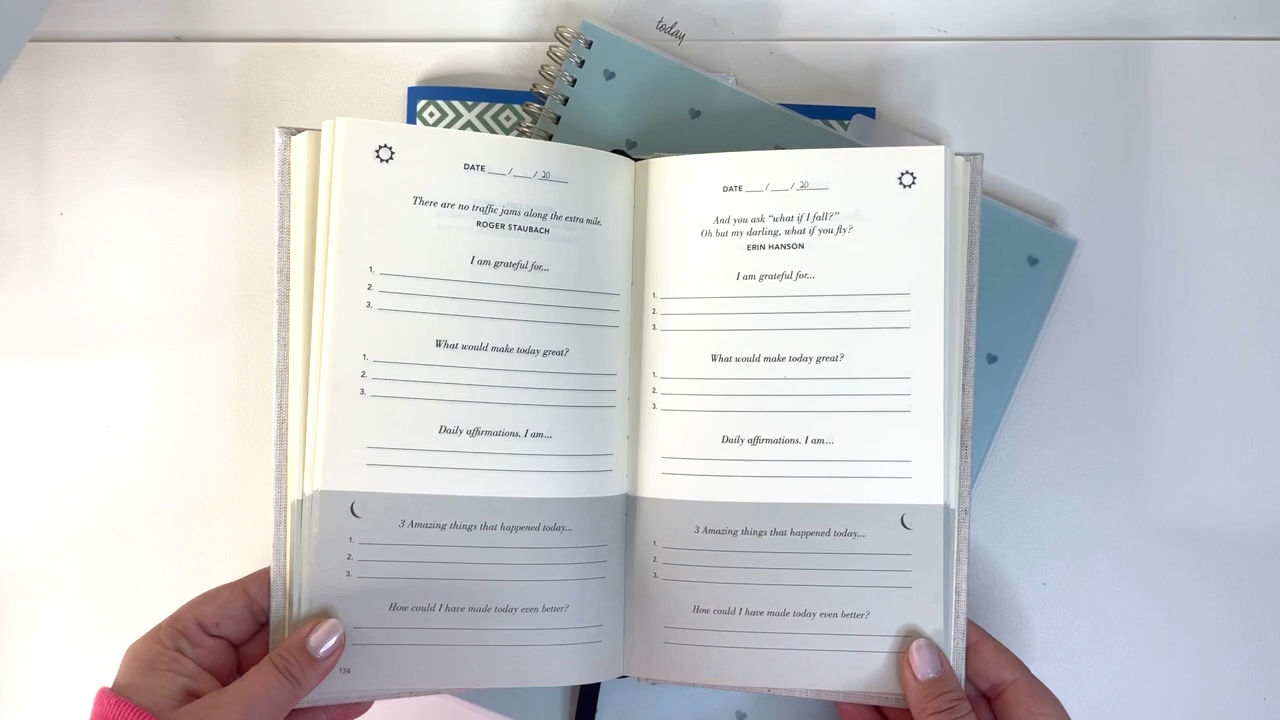 today
DATE ___/___/ 20
There are no traffic jams along the extra mile.
ROGER STAUBACH
I am grateful for...
1.
2.
3.
What would make today great?
1.
2.
3.
Daily affirmations. I am...
3 Amazing things that happened today...
1.
2.
3.
How could I have made today even better?
174
DATE ___/___/ 20
And you ask “what if I fall?”
Oh but my darling, what if you fly?
ERIN HANSON
I am grateful for...
1.
2.
3.
What would make today great?
1.
2.
3.
Daily affirmations. I am...
3 Amazing things that happened today...
1.
2.
3.
How could I have made today even better?